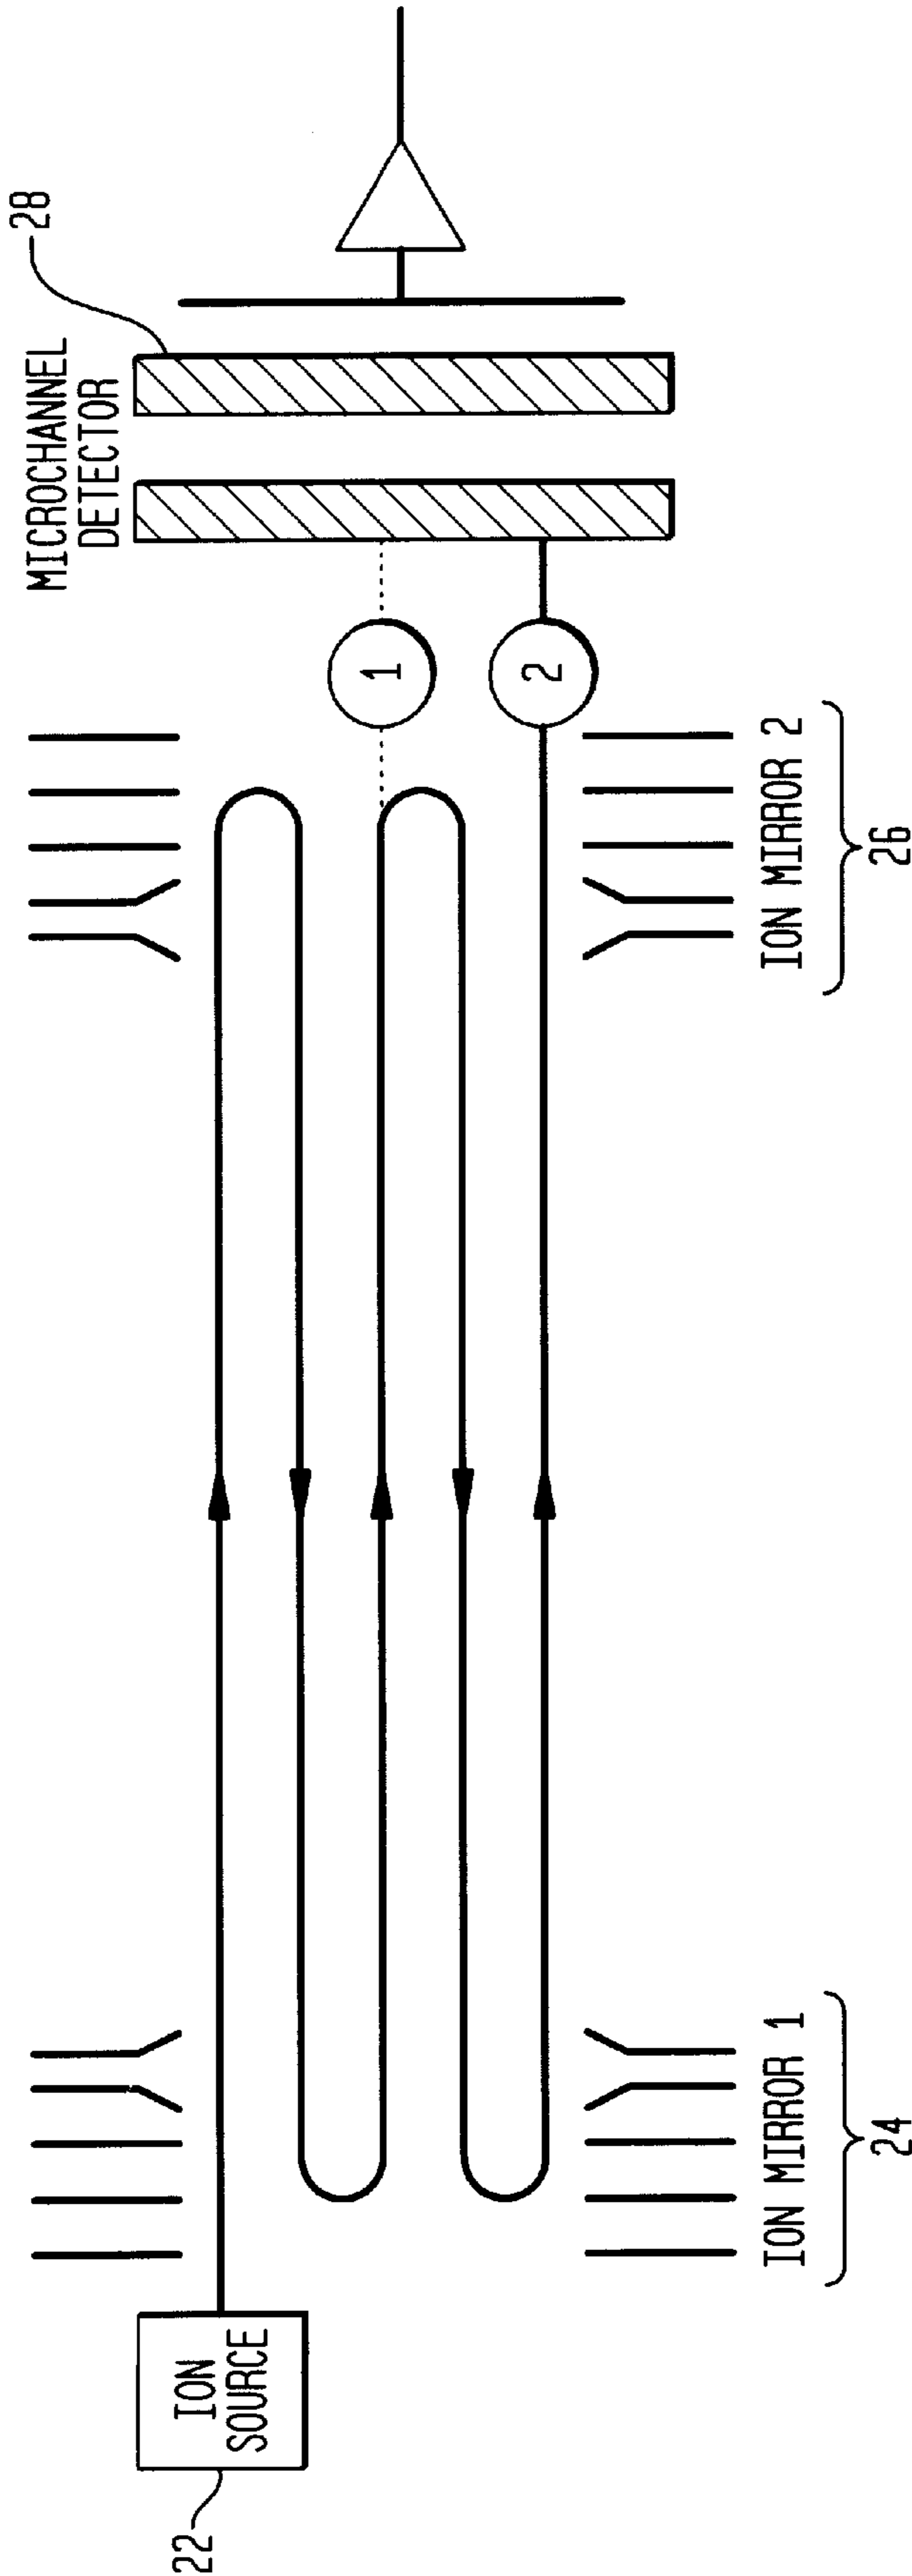 22
ION
SOURCE
ION MIRROR 1
24
MICROCHANNEL
DETECTOR
28
1
2
ION MIRROR 2
26